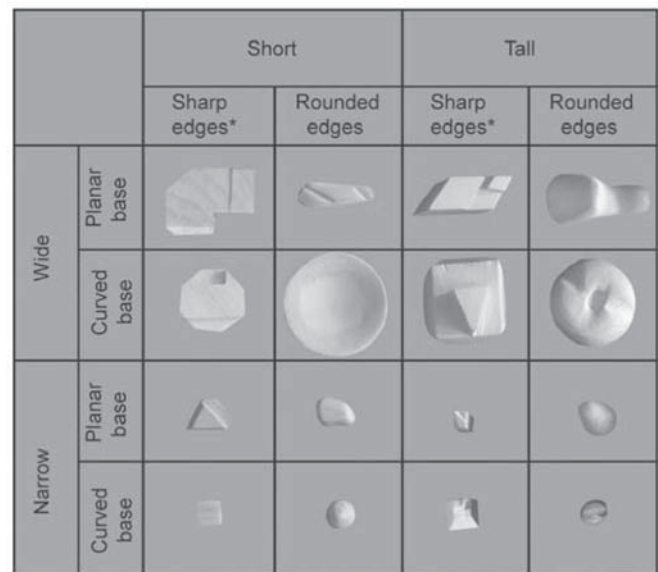 Short
Tall
Sharp
edges*
Rounded
edges
Sharp
edges*
Rounded
edges
Wide
Planar
base
Curved
base
Narrow
Planar
base
Curved
base